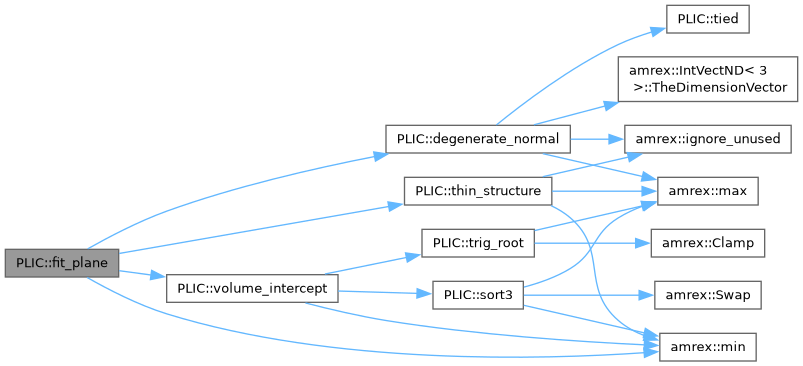 PLIC::tied
amrex::IntVectND< 3
>::TheDimensionVector
PLIC::degenerate_normal
amrex::ignore_unused
PLIC::thin_structure
amrex::max
PLIC::trig_root
amrex::Clamp
PLIC::fit_plane
PLIC::volume_intercept
PLIC::sort3
amrex::Swap
amrex::min